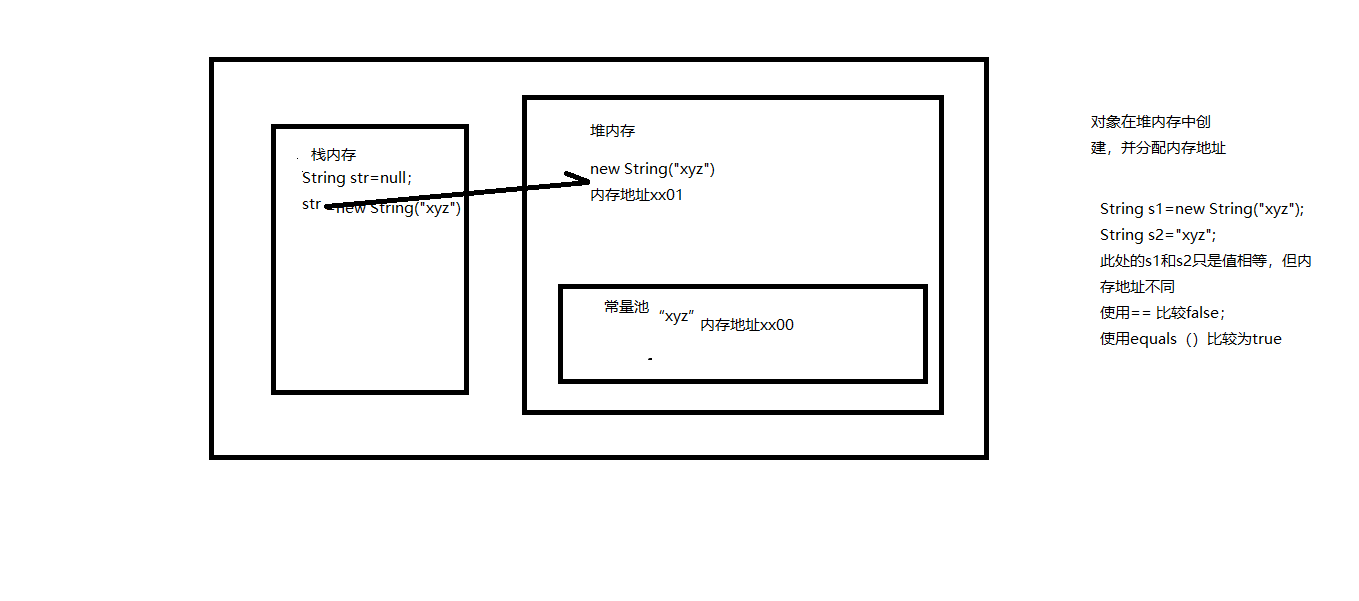 栈内存
String str=null;
str =new String("xyz")
堆内存
new String("xyz")
内存地址xx01
常量池 “xyz” 内存地址xx00
对象在堆内存中创
建，并分配内存地址
String s1=new String("xyz");
String s2="xyz";
此处的s1和s2只是值相等，但内
存地址不同
使用== 比较false；
使用equals（）比较为true